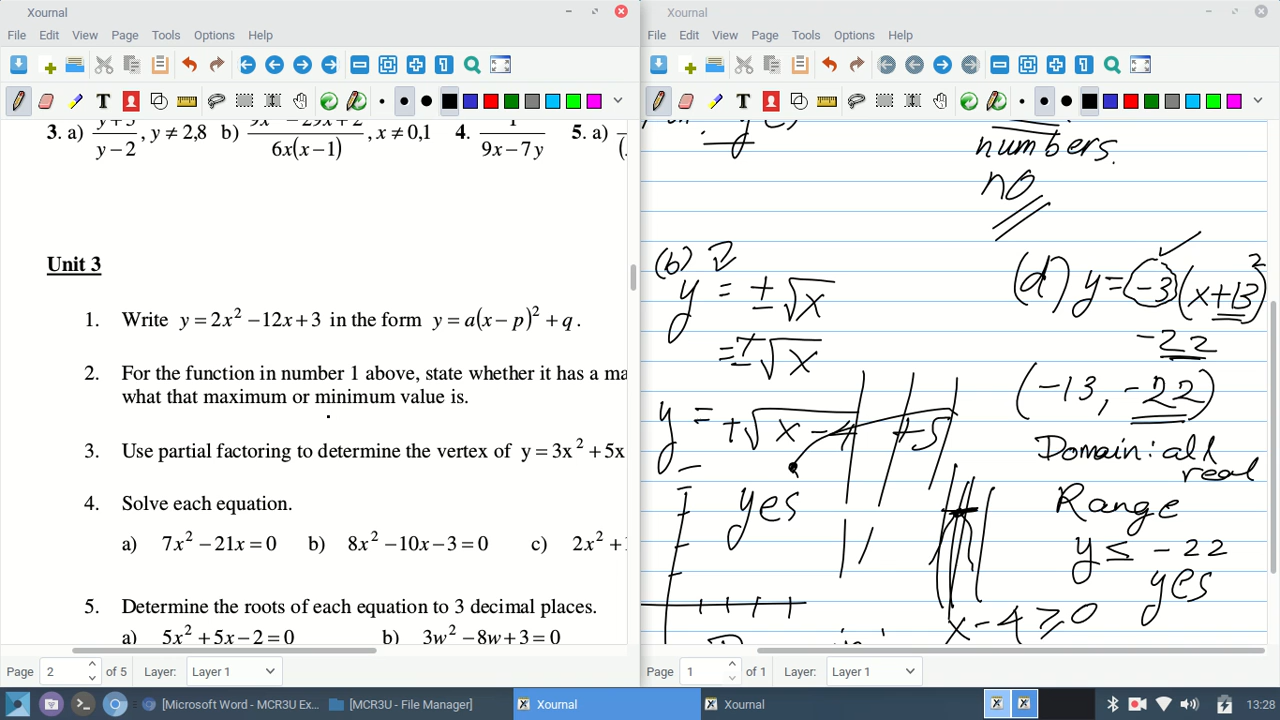 Xournal
File Edit View Page Tools Options Help
3. a) y+5/y−2, y ≠ 2,8 b) /6x(x−1), x ≠ 0,1 4. 1/9x−7y 5. a)
Unit 3
1. Write y = 2x² −12x+3 in the form y = a(x−p)² + q.
2. For the function in number 1 above, state whether it has a ma
what that maximum or minimum value is.
3. Use partial factoring to determine the vertex of y = 3x² + 5x
4. Solve each equation.
a) 7x² −21x = 0 b) 8x² −10x−3 = 0 c) 2x² +
5. Determine the roots of each equation to 3 decimal places.
a) 5x² +5x−2 = 0 b) 3w² −8w+3 = 0
Page 2 of 5 Layer: Layer 1
Xournal
File Edit View Page Tools Options Help
yes
numbers.
no
(b) 2
y = ± √x
= ± √x
y = +√x−4 +5
yes
(d) y = −3(x+13)²
−22
(−13, −22)
Domain: all
real
Range
y ≤ −22
yes
x−4 ≥ 0
Page 1 of 1 Layer: Layer 1
[Microsoft Word - MCR3U Ex... [MCR3U - File Manager] Xournal Xournal 13:28